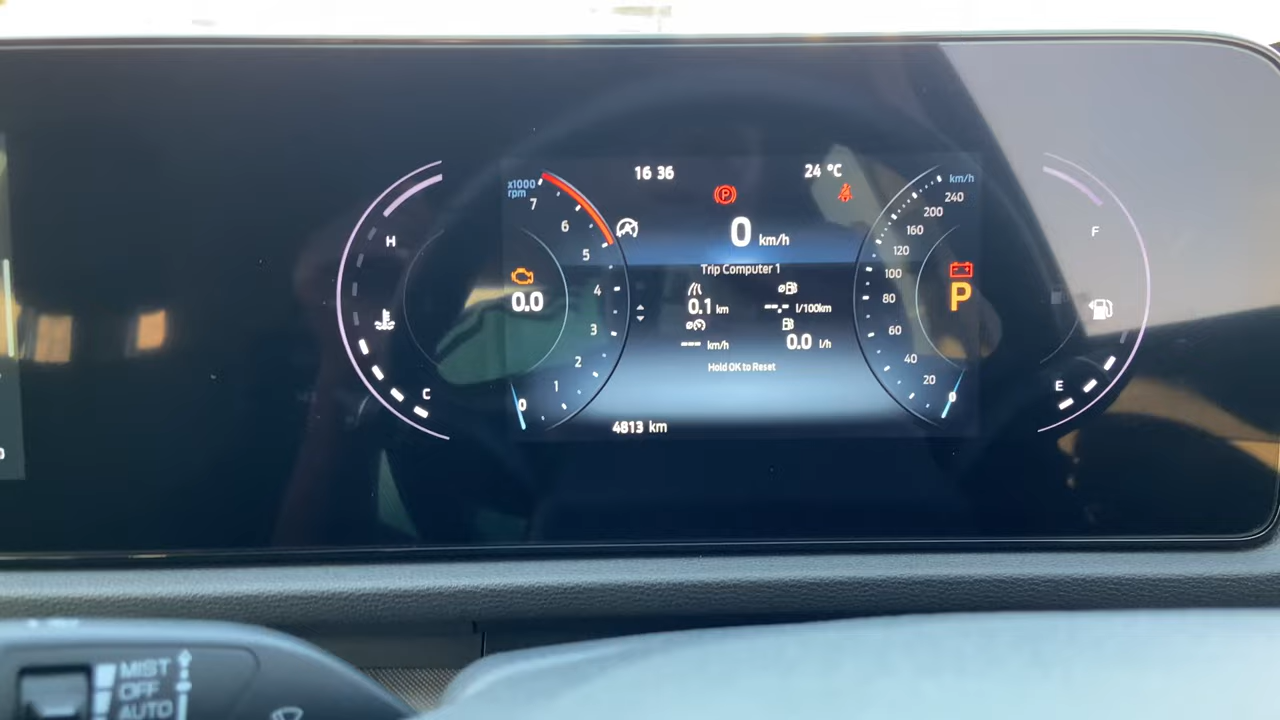 16 36
24 °C
x1000
rpm
7
6
5
4
3
2
1
0
km/h
240
200
160
120
100
80
60
40
20
0
P
0 km/h
H
C
F
E
0.0
P
Trip Computer 1
0.1 km
--.- l/100km
--- km/h
0.0 l/h
Hold OK to Reset
4813 km
MIST
OFF
AUTO